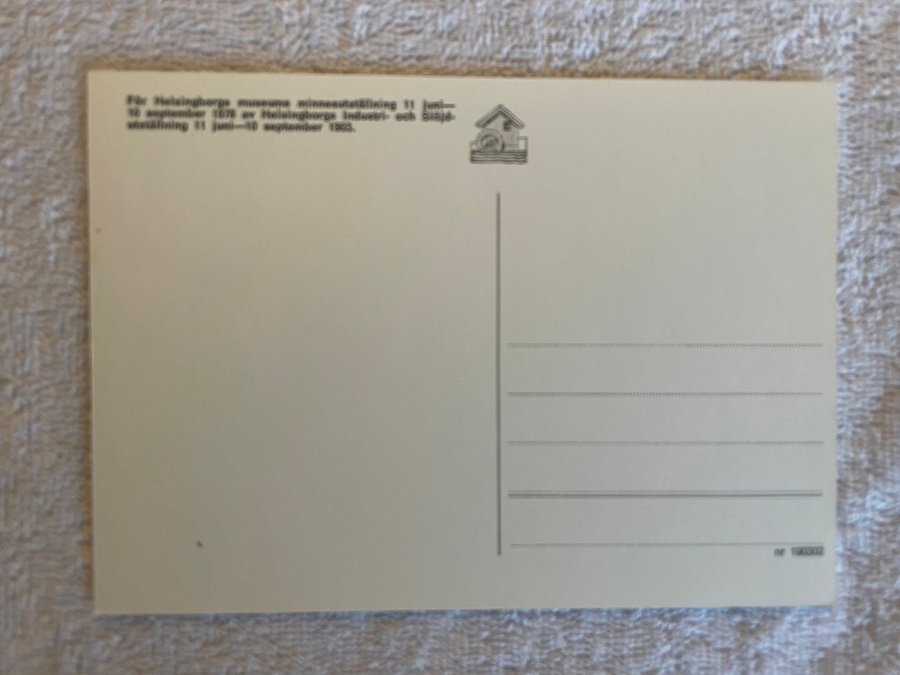 För Helsingborgs museums minnesutställning 11 juni—
10 september 1978 av Helsingborgs Industri- och Slöjd-
utställning 11 juni—10 september 1903.
nr 190303